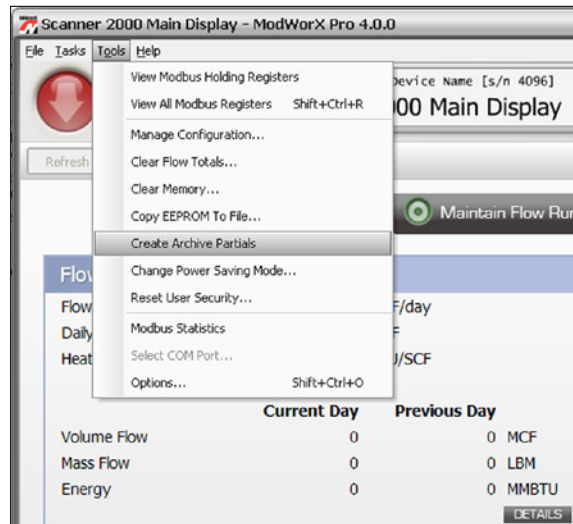 Scanner 2000 Main Display - ModWorX Pro 4.0.0
File Tasks Tools Help
View Modbus Holding Registers
View All Modbus Registers Shift+Ctrl+R
Manage Configuration...
Clear Flow Totals...
Clear Memory...
Copy EEPROM To File...
Create Archive Partials
Change Power Saving Mode...
Reset User Security...
Modbus Statistics
Select COM Port...
Options... Shift+Ctrl+O
Device Name [s/n 4096]
00 Main Display
Refresh
Maintain Flow Run
Flow
Flow /day
Daily F
Heat /SCF
Current Day Previous Day
Volume Flow 0 0 MCF
Mass Flow 0 0 LBM
Energy 0 0 MMBTU
DETAILS